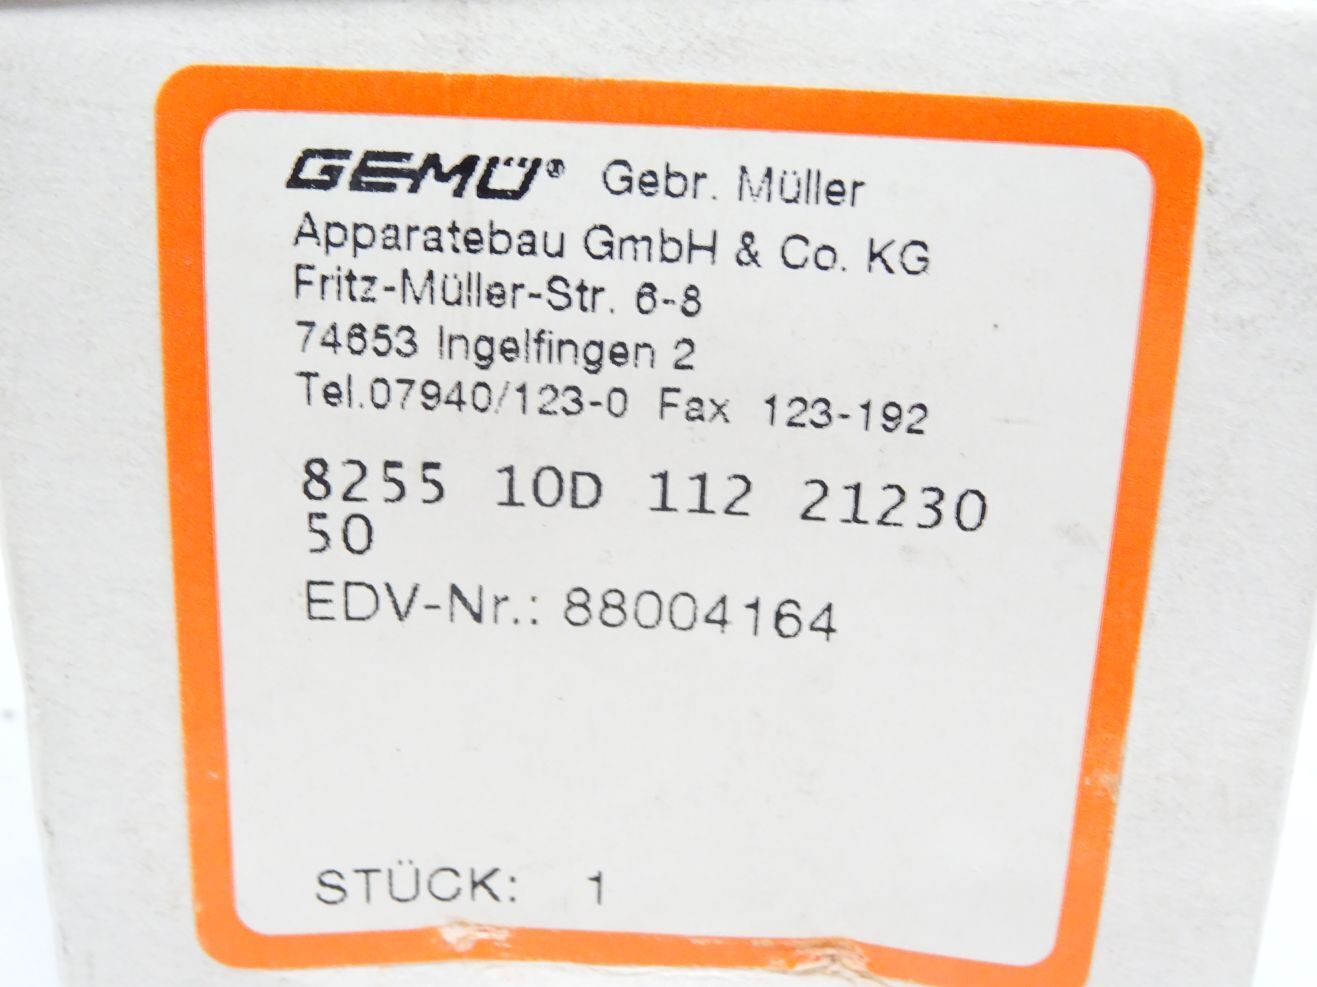 GEMÜ® Gebr. Müller
Apparatebau GmbH & Co. KG
Fritz-Müller-Str. 6-8
74653 Ingelfingen 2
Tel.07940/123-0 Fax 123-192
8255 10D 112 21230
50
EDV-Nr.: 88004164
STÜCK: 1